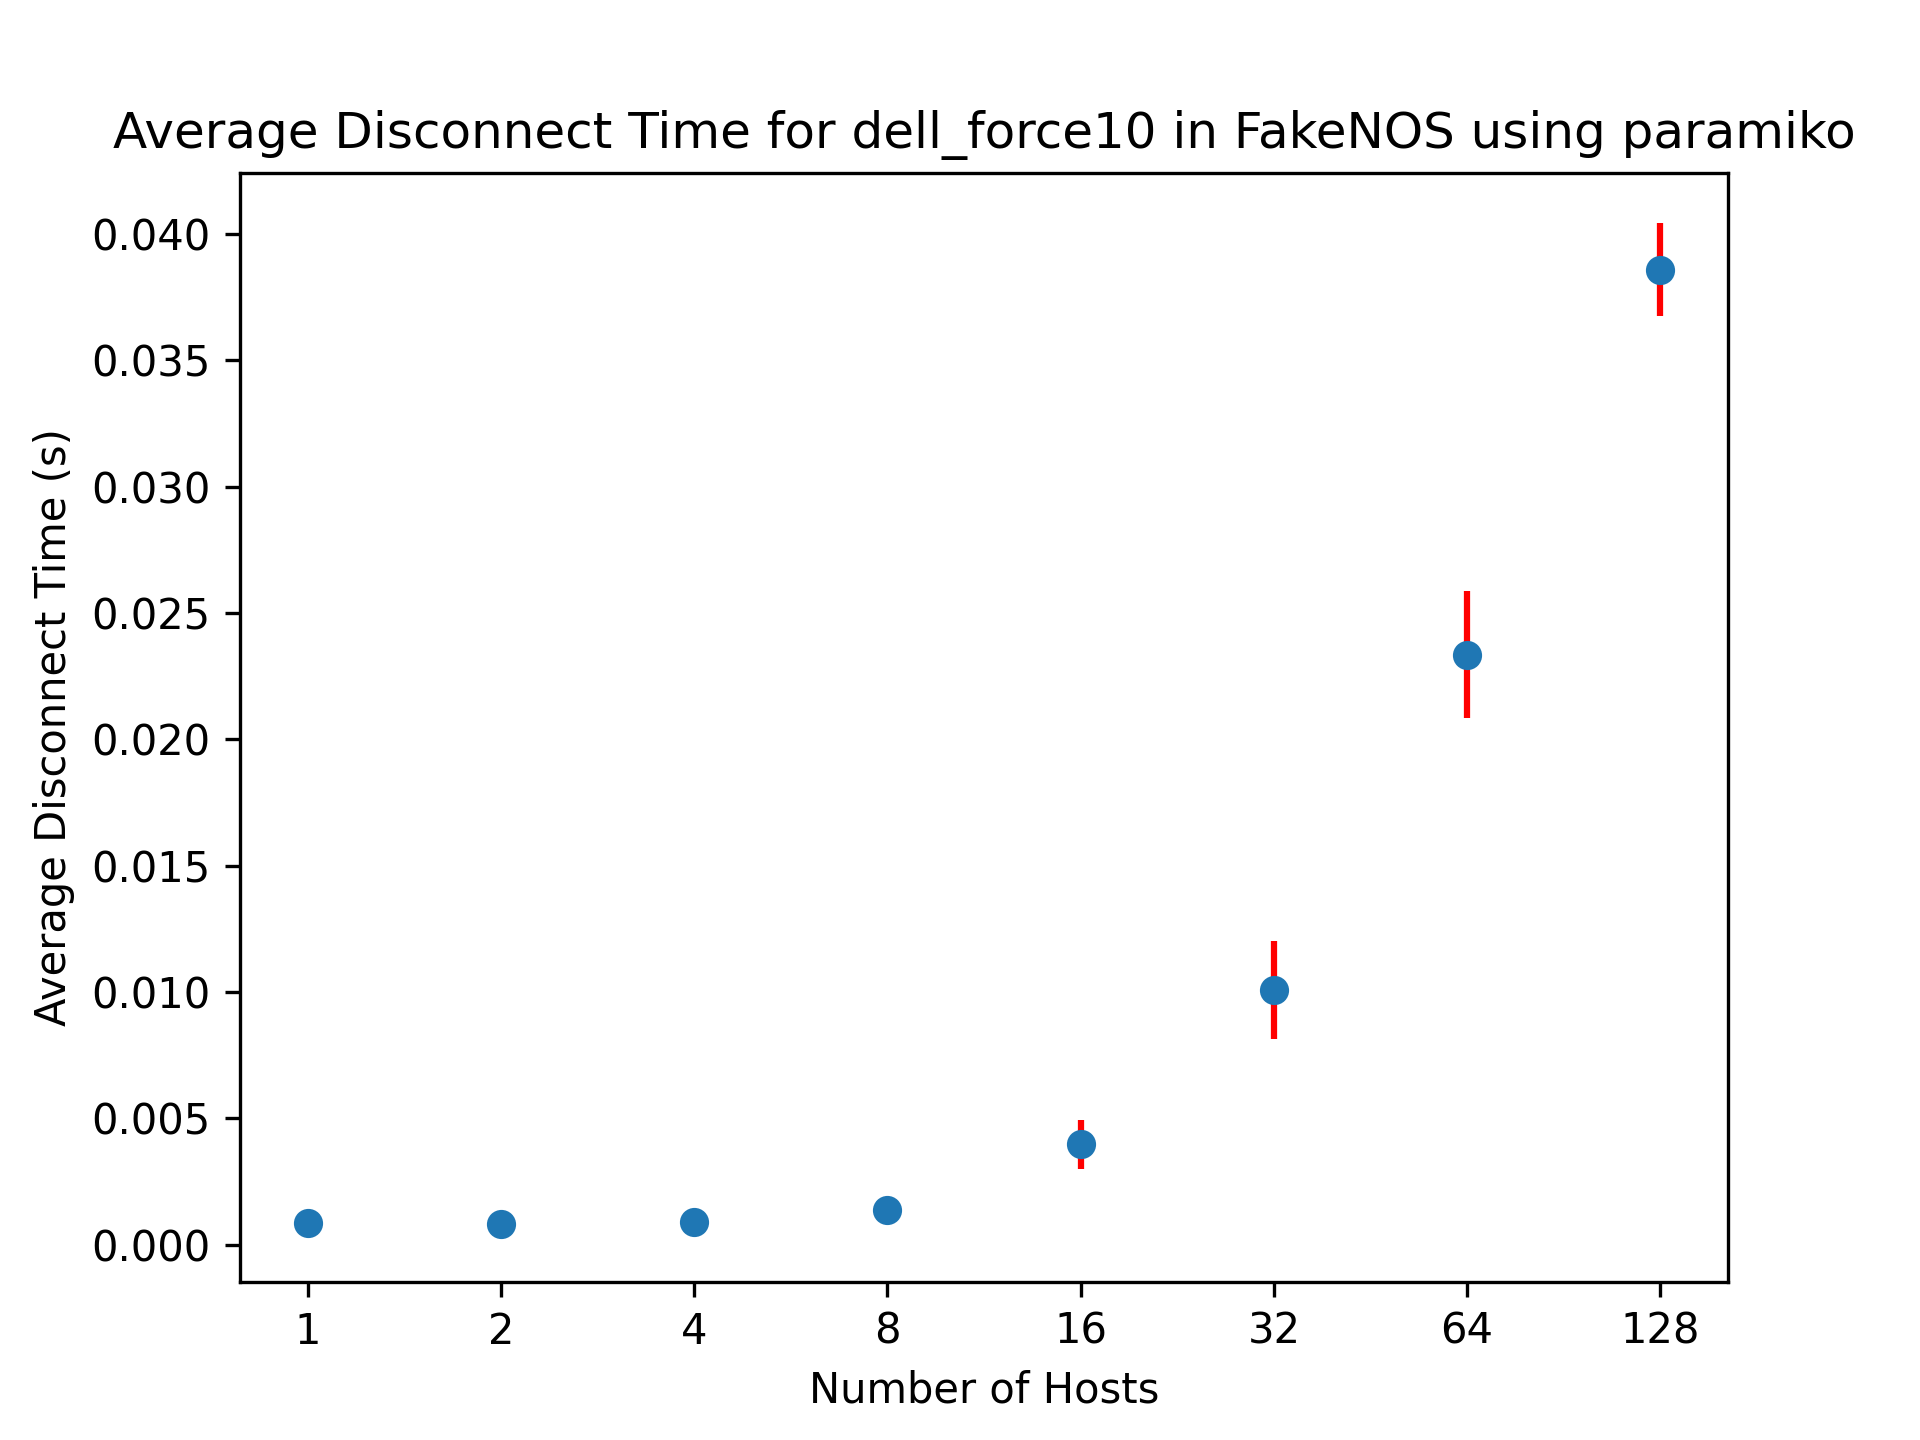 Average Disconnect Time for dell_force10 in FakeNOS using paramiko
Average Disconnect Time (s)
0.040
0.035
0.030
0.025
0.020
0.015
0.010
0.005
0.000
1 2 4 8 16 32 64 128
Number of Hosts